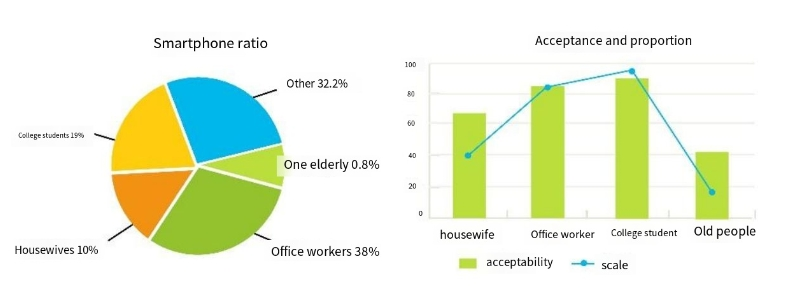 Smartphone ratio
Other 32.2%
College students 19%
One elderly 0.8%
Housewives 10%
Office workers 38%
Acceptance and proportion
100
80
60
40
20
0
housewife
Office worker
College student
Old people
acceptability
scale